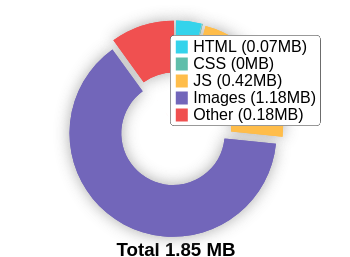 HTML (0.07MB)
CSS (0MB)
JS (0.42MB)
Images (1.18MB)
Other (0.18MB)
Total 1.85 MB